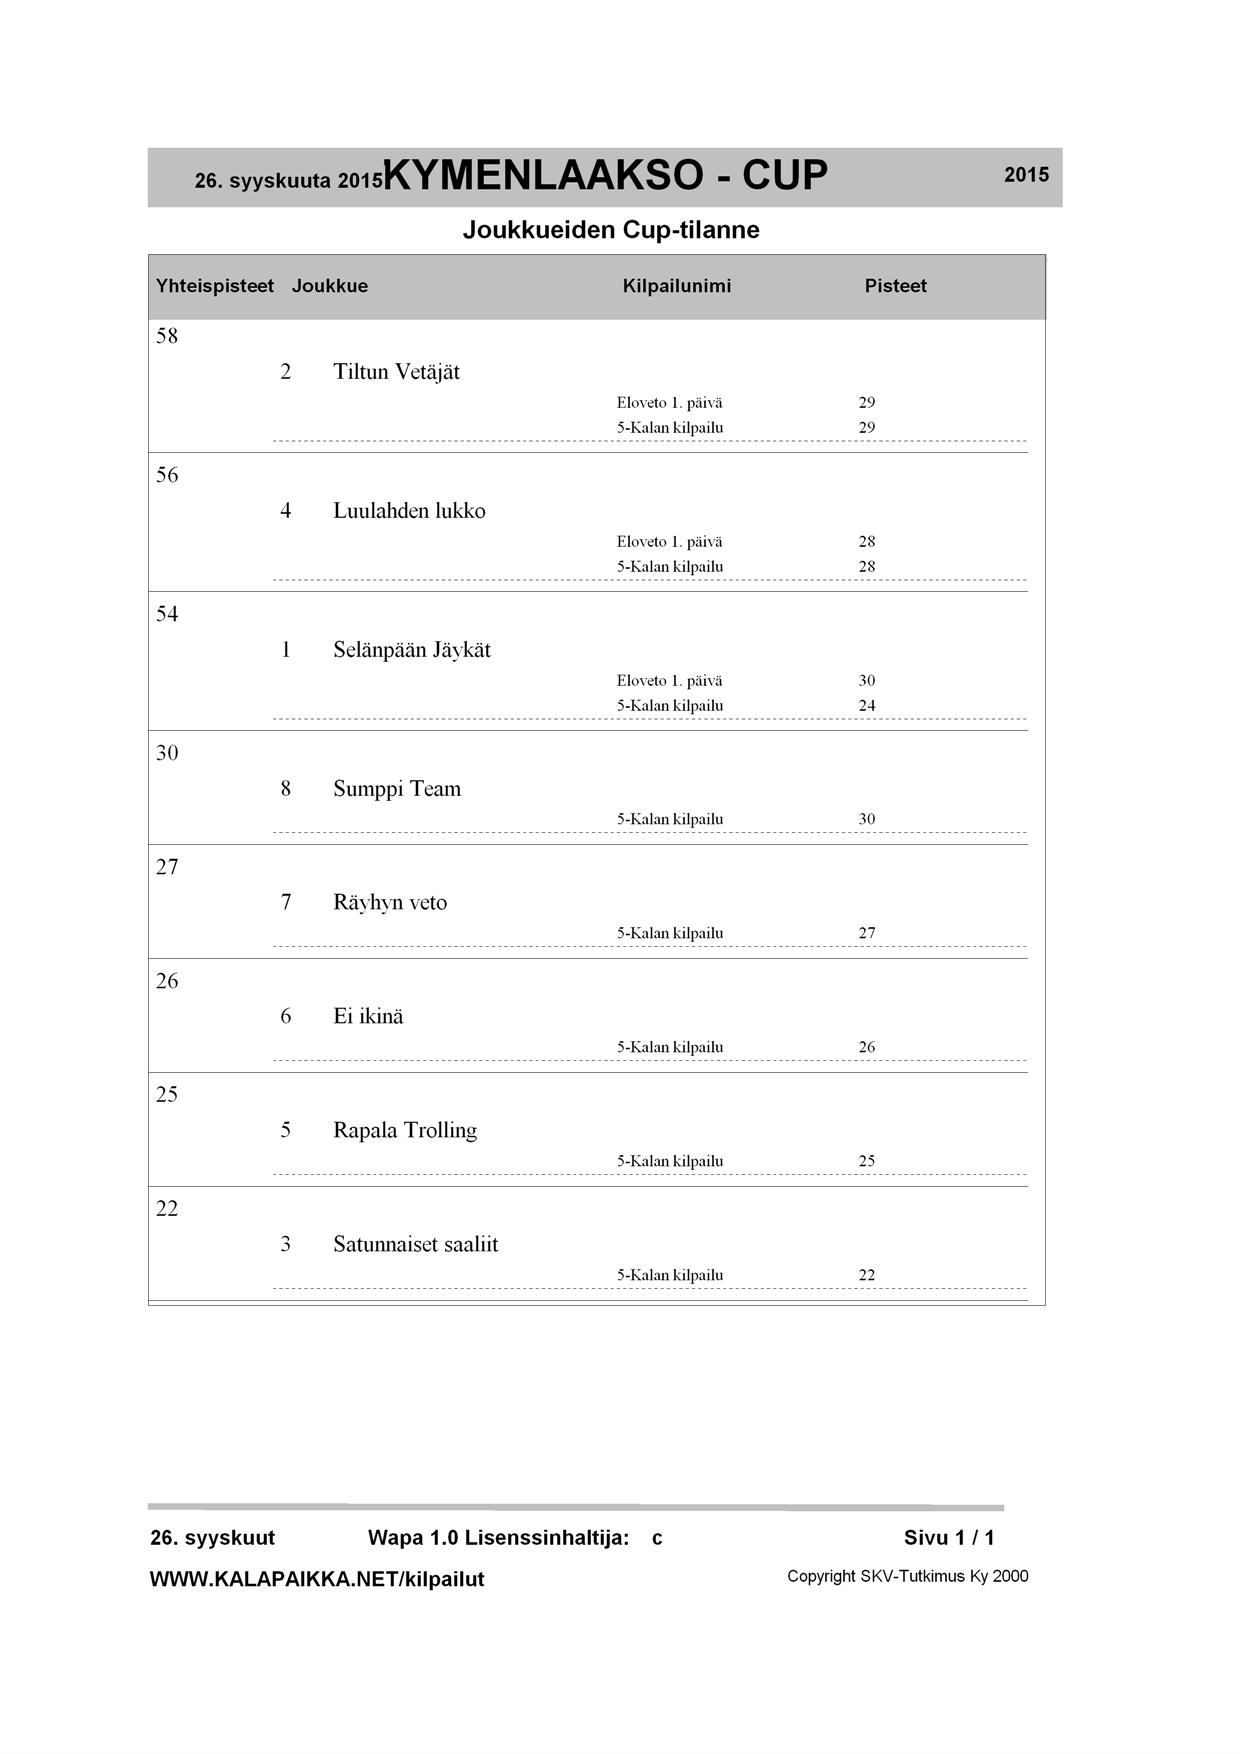 26. syyskuuta 2015 KYMENLAAKSO - CUP 2015
Joukkueiden Cup-tilanne
Yhteispisteet Joukkue Kilpailunimi Pisteet
58
2 Tiltun Vetäjät
Eloveto 1. päivä 29
5-Kalan kilpailu 29
56
4 Luulahden lukko
Eloveto 1. päivä 28
5-Kalan kilpailu 28
54
1 Selänpään Jäykät
Eloveto 1. päivä 30
5-Kalan kilpailu 24
30
8 Sumppi Team
5-Kalan kilpailu 30
27
7 Räyhyn veto
5-Kalan kilpailu 27
26
6 Ei ikinä
5-Kalan kilpailu 26
25
5 Rapala Trolling
5-Kalan kilpailu 25
22
3 Satunnaiset saaliit
5-Kalan kilpailu 22
26. syyskuut Wapa 1.0 Lisenssinhaltija: c Sivu 1 / 1
WWW.KALAPAIKKA.NET/kilpailut Copyright SKV-Tutkimus Ky 2000